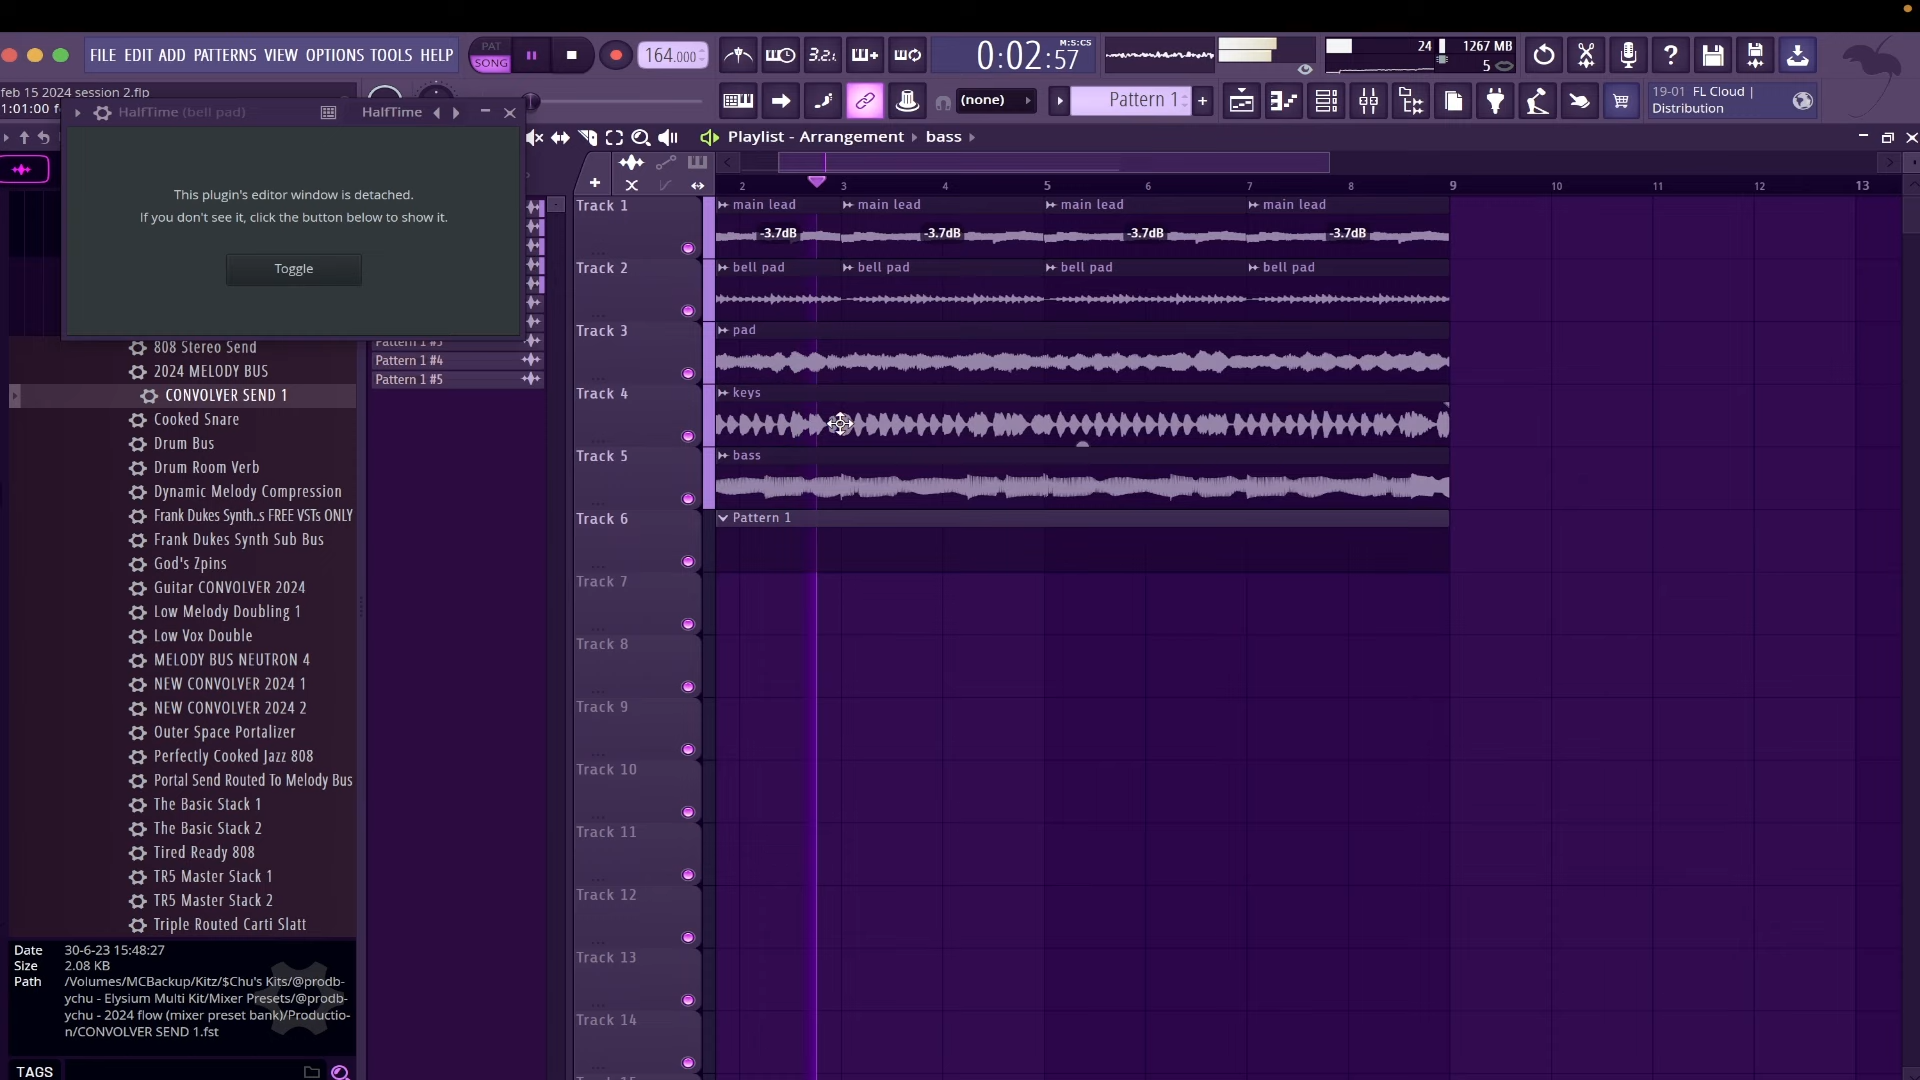 FILE EDIT ADD PATTERNS VIEW OPTIONS TOOLS HELP
PAT
SONG
164.000
3.2.
0:02:57
M:S:CS
24
1267 MB
5
feb 15 2024 session 2.flp
1:01:00
(none)
Pattern 1
+
19-01 FL Cloud |
Distribution
HalfTime (bell pad)
HalfTime
This plugin's editor window is detached.
If you don't see it, click the button below to show it.
Toggle
Playlist - Arrangement ▸ bass ▸
2 3 4 5 6 7 8 9 10 11 12 13
Track 1
main lead main lead main lead main lead
-3.7dB -3.7dB -3.7dB -3.7dB
Track 2
bell pad bell pad bell pad bell pad
Track 3
pad
Track 4
keys
Track 5
bass
Track 6
Pattern 1
Track 7
Track 8
Track 9
Track 10
Track 11
Track 12
Track 13
Track 14
Pattern 1 #4
Pattern 1 #5
808 Stereo Send
2024 MELODY BUS
CONVOLVER SEND 1
Cooked Snare
Drum Bus
Drum Room Verb
Dynamic Melody Compression
Frank Dukes Synth..s FREE VSTs ONLY
Frank Dukes Synth Sub Bus
God's Zpins
Guitar CONVOLVER 2024
Low Melody Doubling 1
Low Vox Double
MELODY BUS NEUTRON 4
NEW CONVOLVER 2024 1
NEW CONVOLVER 2024 2
Outer Space Portalizer
Perfectly Cooked Jazz 808
Portal Send Routed To Melody Bus
The Basic Stack 1
The Basic Stack 2
Tired Ready 808
TR5 Master Stack 1
TR5 Master Stack 2
Triple Routed Carti Slatt
Date 30-6-23 15:48:27
Size 2.08 KB
Path /Volumes/MCBackup/Kitz/$Chu's Kits/@prodb-
ychu - Elysium Multi Kit/Mixer Presets/@prodb-
ychu - 2024 flow (mixer preset bank)/Productio-
n/CONVOLVER SEND 1.fst
TAGS